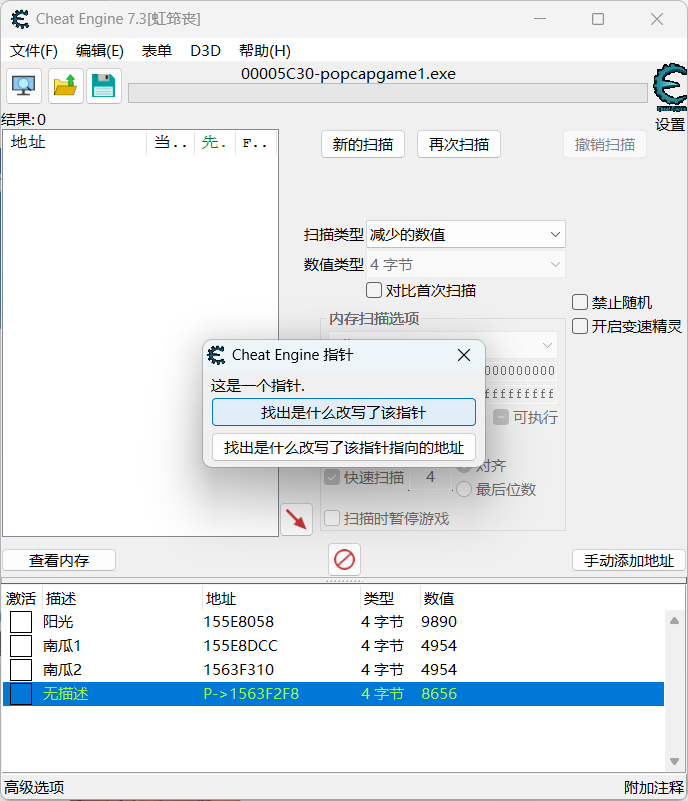 Cheat Engine 7.3[虹筇丧]
文件(F) 编辑(E) 表单 D3D 帮助(H)
00005C30-popcapgame1.exe
设置
结果:0
地址 当.. 先. F..
新的扫描 再次扫描 撤销扫描
扫描类型 减少的数值
数值类型 4 字节
对比首次扫描
禁止随机
内存扫描选项
开启变速精灵
Cheat Engine 指针
这是一个指针.
000000000
找出是什么改写了该指针
fffffffff
可执行
找出是什么改写了该指针指向的地址
快速扫描 4 对齐
最后位数
扫描时暂停游戏
查看内存 手动添加地址
激活 描述 地址 类型 数值
阳光 155E8058 4 字节 9890
南瓜1 155E8DCC 4 字节 4954
南瓜2 1563F310 4 字节 4954
无描述 P->1563F2F8 4 字节 8656
高级选项 附加注释